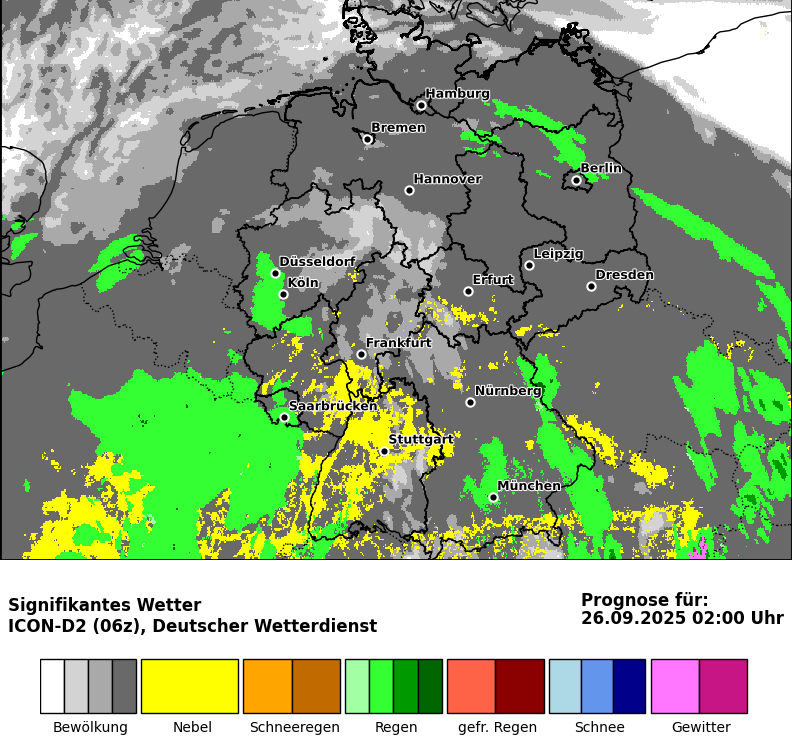 Hamburg
Bremen
Berlin
Hannover
Düsseldorf
Leipzig
Köln
Erfurt
Dresden
Frankfurt
Nürnberg
Saarbrücken
Stuttgart
München
Signifikantes Wetter
ICON-D2 (06z), Deutscher Wetterdienst
Prognose für:
26.09.2025 02:00 Uhr
Bewölkung
Nebel
Schneeregen
Regen
gefr. Regen
Schnee
Gewitter